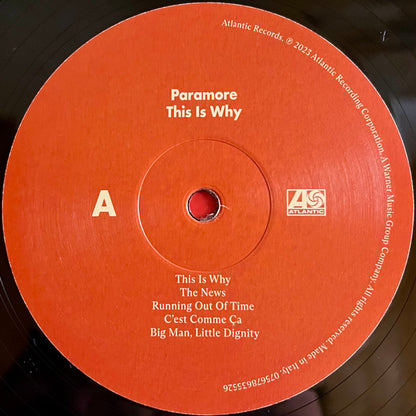 Paramore
This Is Why
A
ATLANTIC
This Is Why
The News
Running Out Of Time
C'est Comme Ça
Big Man, Little Dignity
Atlantic Records. ℗ 2023 Atlantic Recording Corporation. A Warner Music Group Company. All rights reserved. Made in Italy. 075678635526